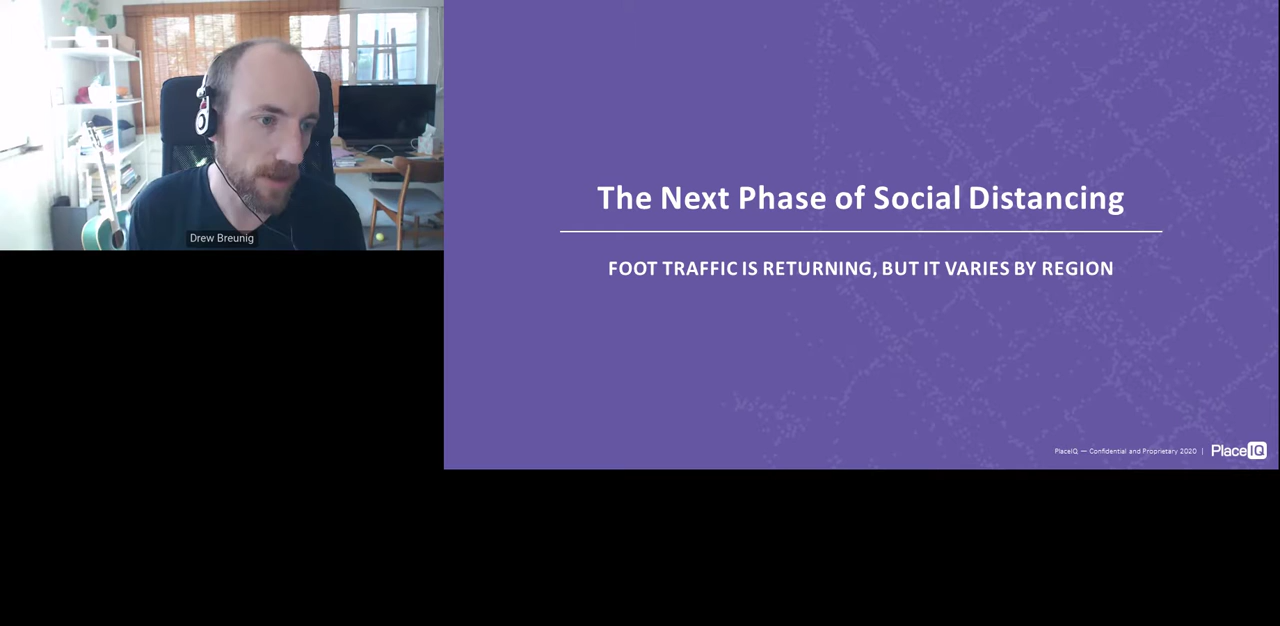 Drew Breunig
The Next Phase of Social Distancing
FOOT TRAFFIC IS RETURNING, BUT IT VARIES BY REGION
PlaceIQ — Confidential and Proprietary 2020 | PlaceIQ